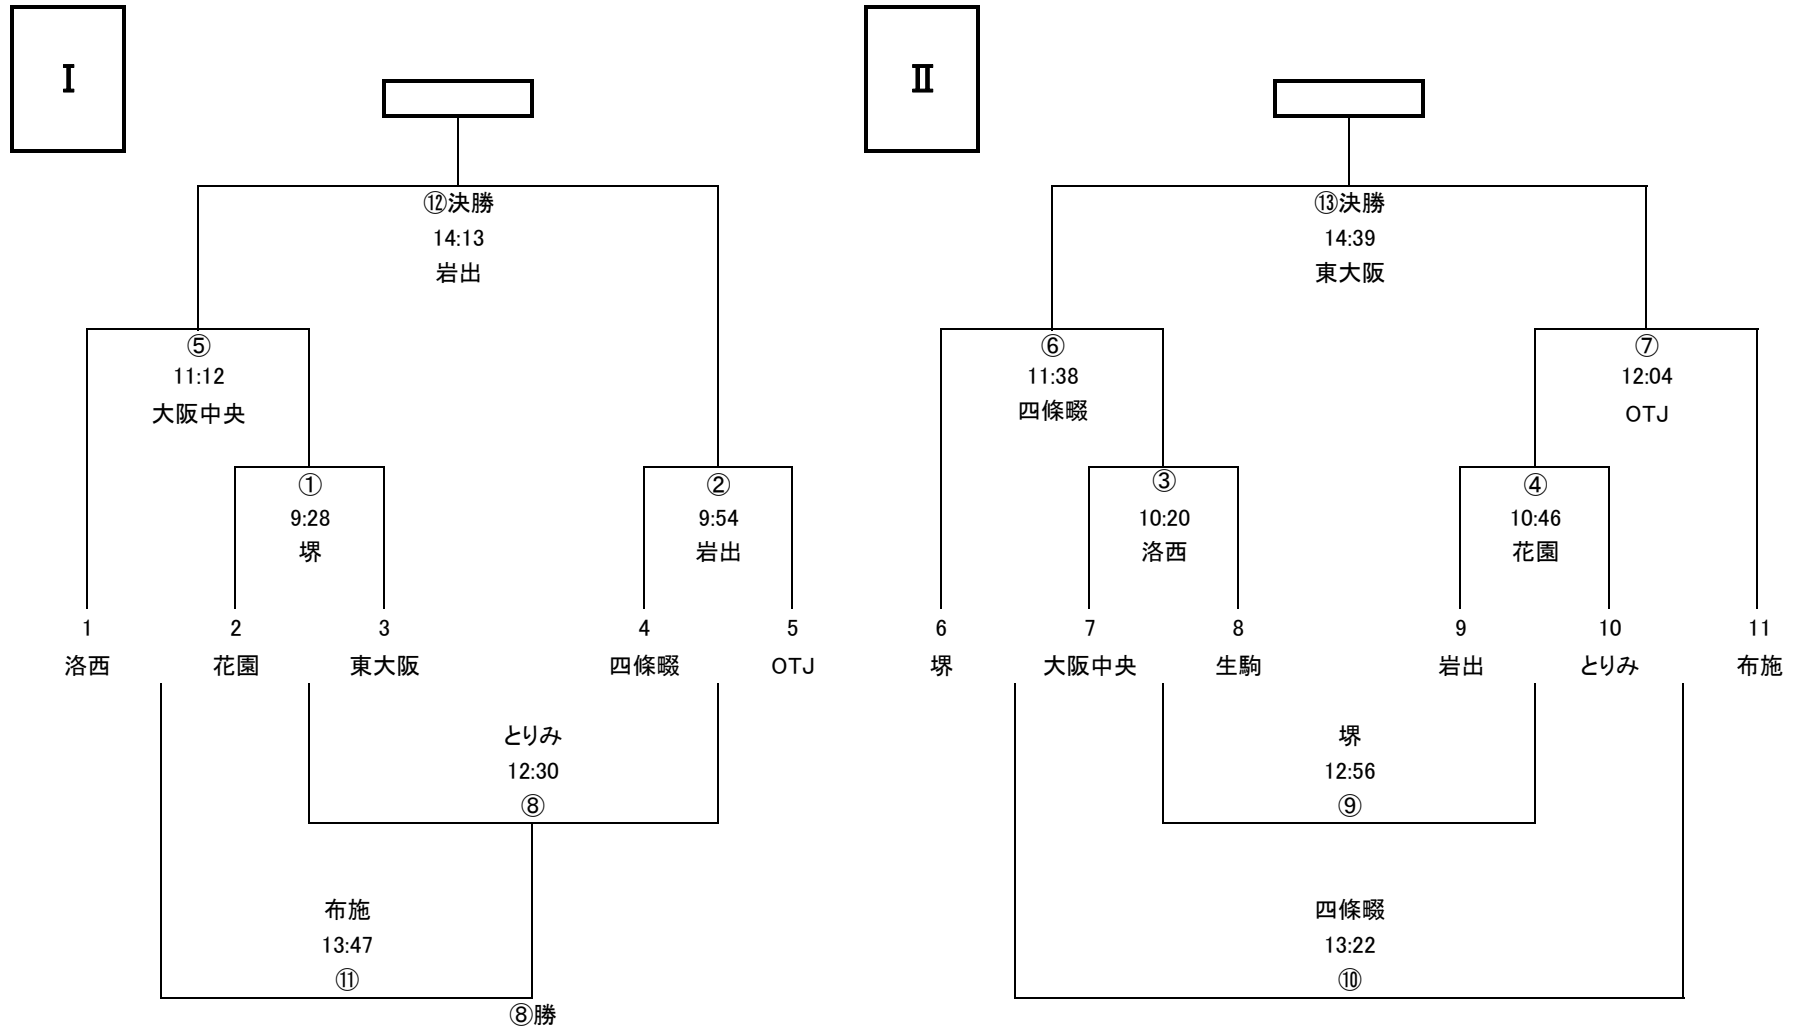 Ⅰ
⑫決勝
14:13
岩出
⑤
11:12
大阪中央
①
9:28
堺
②
9:54
岩出
1
2
3
4
5
洛西
花園
東大阪
四條畷
OTJ
とりみ
12:30
⑧
布施
13:47
⑪
⑧勝
Ⅱ
⑬決勝
14:39
東大阪
⑥
11:38
四條畷
⑦
12:04
OTJ
③
10:20
洛西
④
10:46
花園
6
7
8
9
10
11
堺
大阪中央
生駒
岩出
とりみ
布施
堺
12:56
⑨
四條畷
13:22
⑩